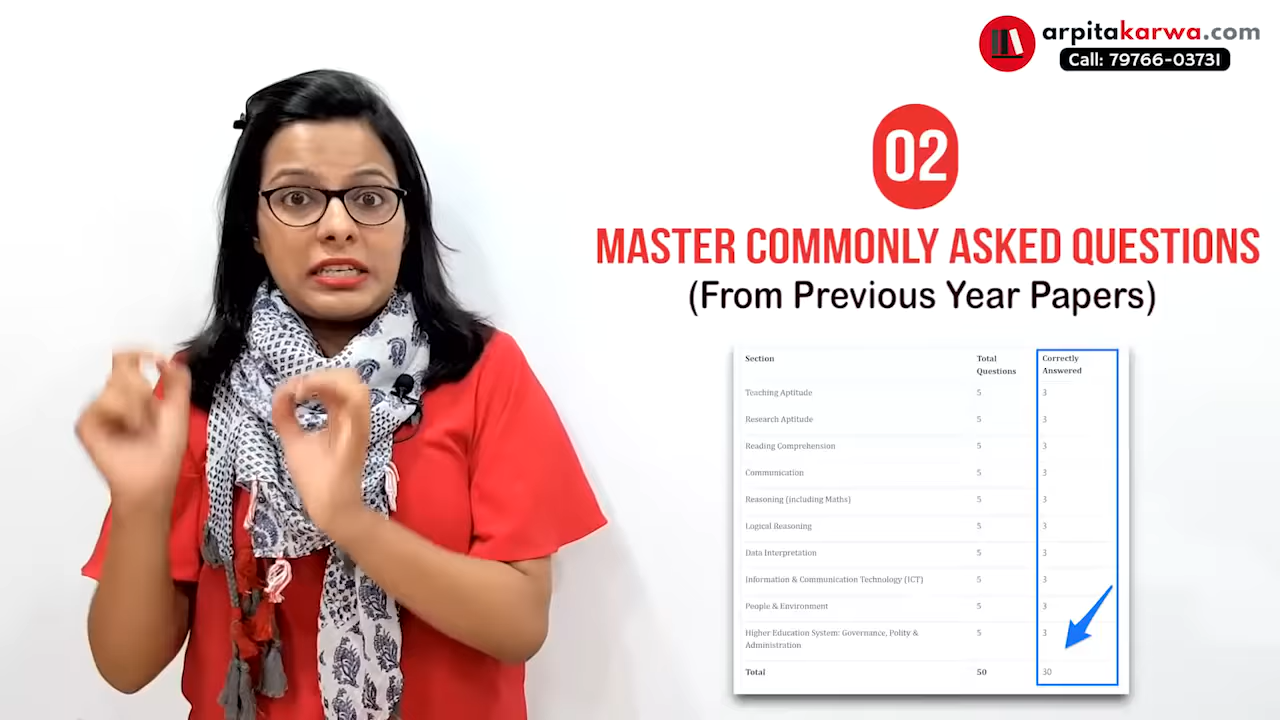 arpitakarwa.com
Call: 79766-03731
02
MASTER COMMONLY ASKED QUESTIONS
(From Previous Year Papers)
Section Total Questions Correctly Answered
Teaching Aptitude 5 3
Research Aptitude 5 3
Reading Comprehension 5 3
Communication 5 3
Reasoning (including Maths) 5 3
Logical Reasoning 5 3
Data Interpretation 5 3
Information & Communication Technology (ICT) 5 3
People & Environment 5 3
Higher Education System: Governance, Polity & 5 3
Administration
Total 50 30